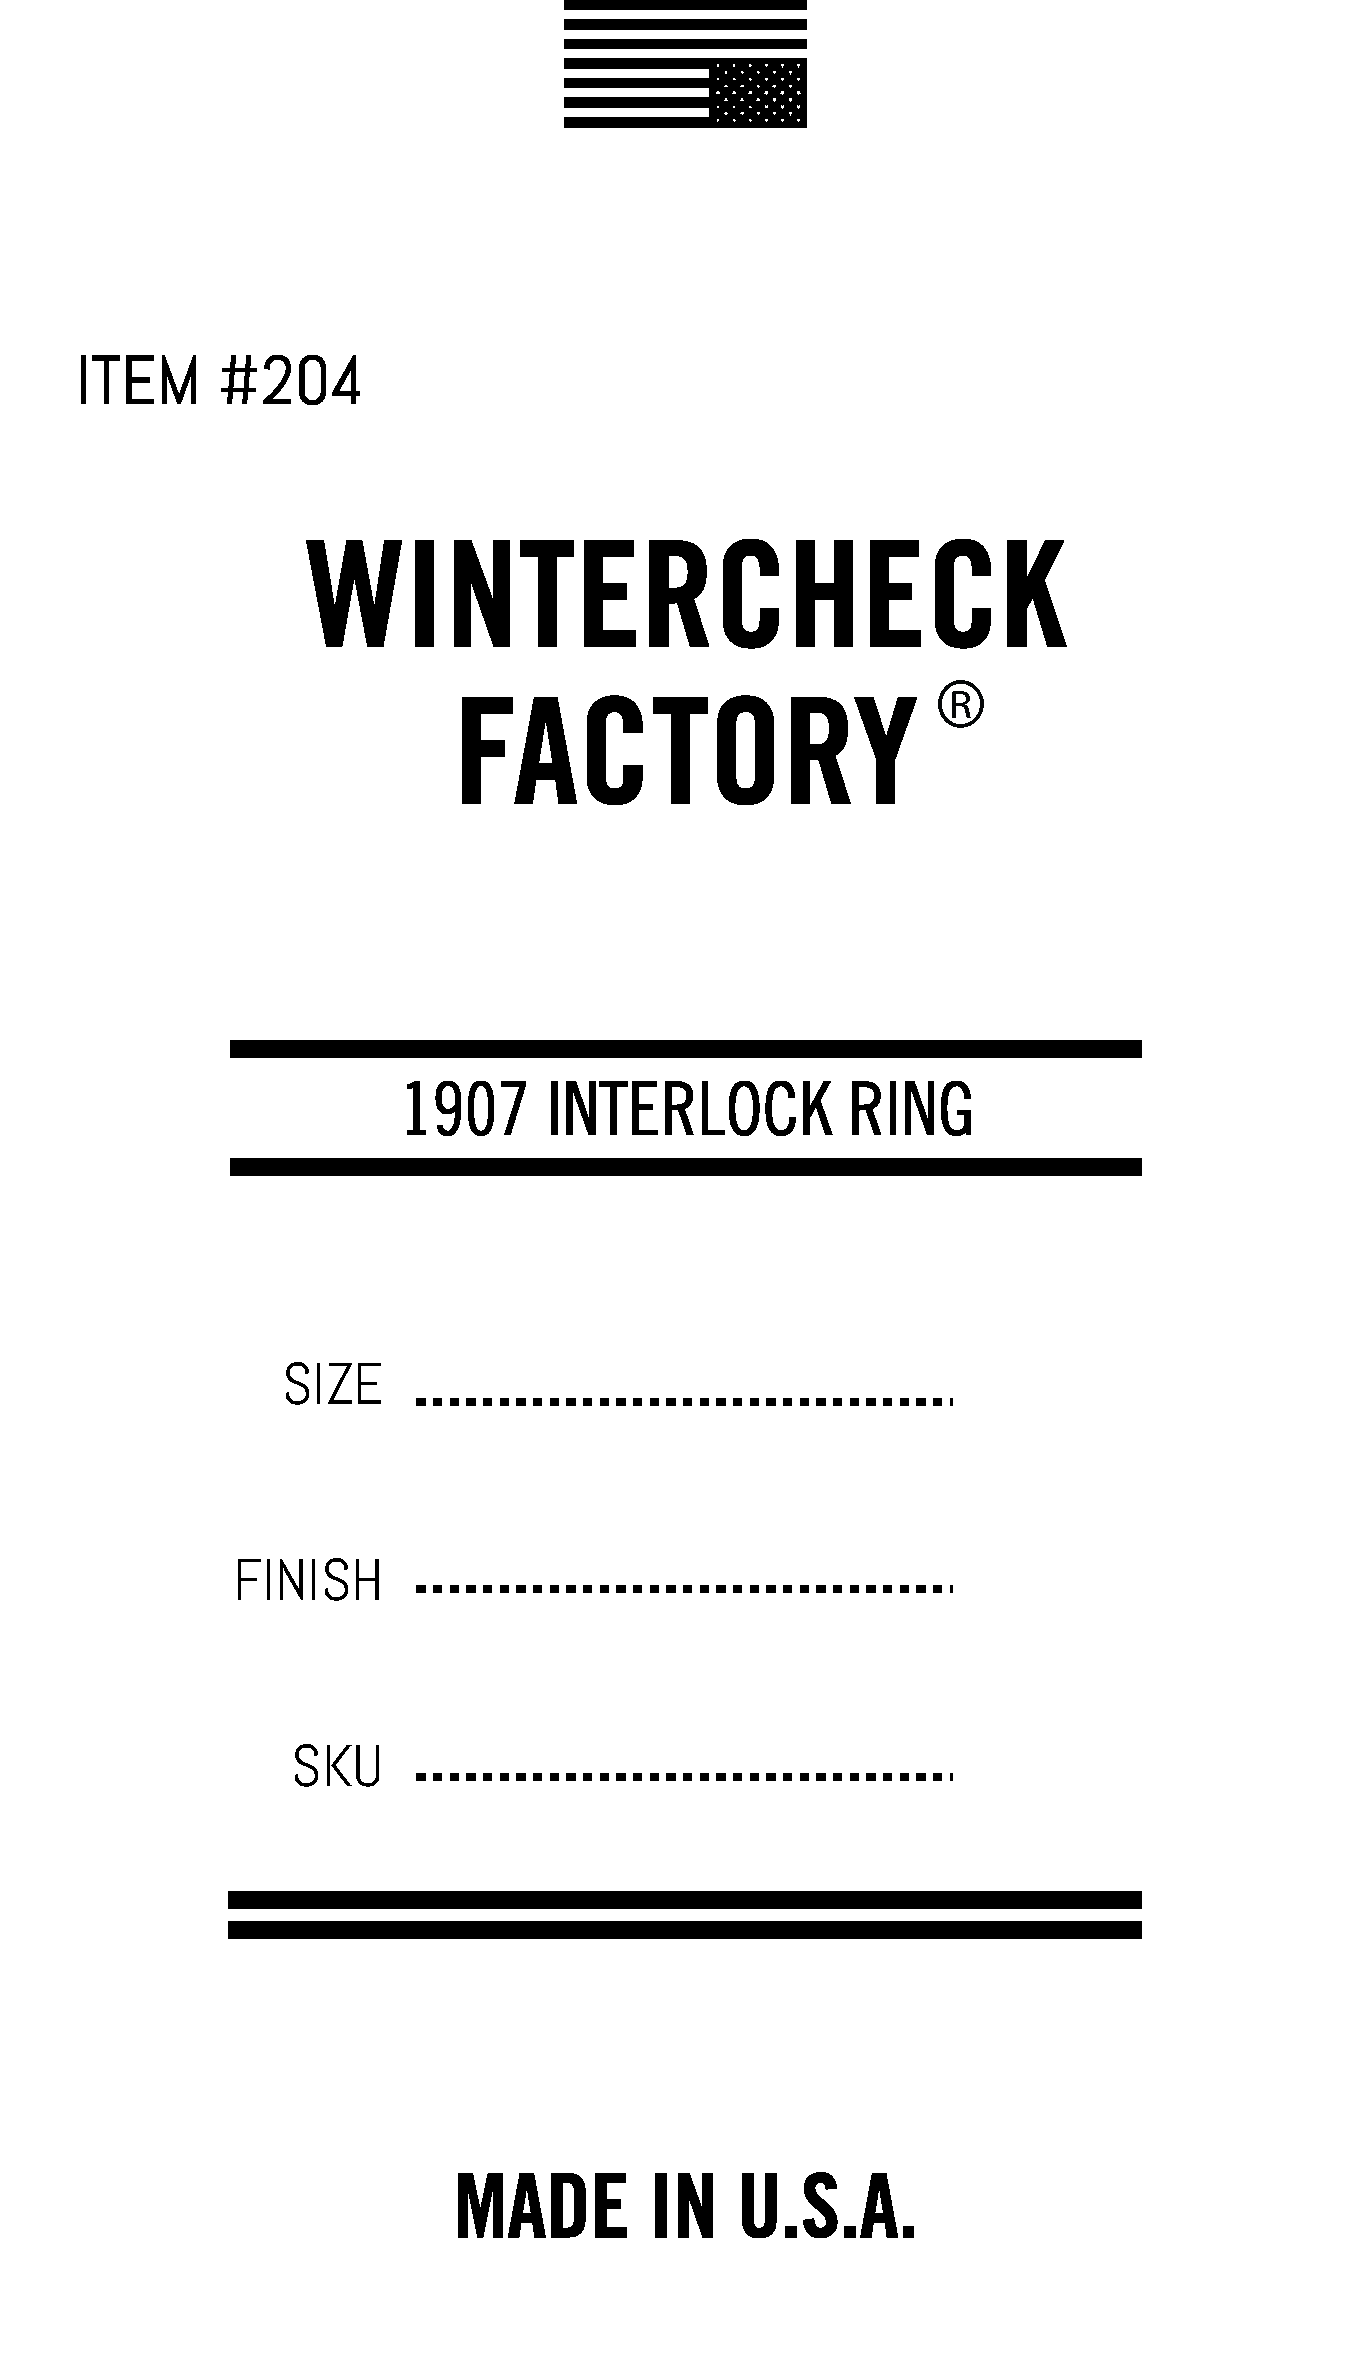 ITEM #204
WINTERCHECK
FACTORY ®
1907 INTERLOCK RING
SIZE
FINISH
SKU
MADE IN U.S.A.